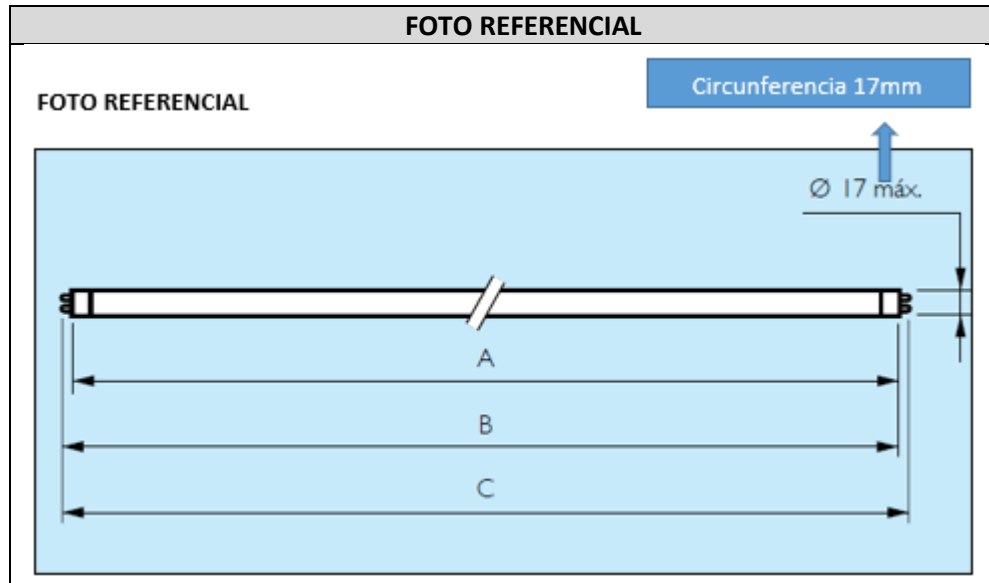 FOTO REFERENCIAL
Circunferencia 17mm
FOTO REFERENCIAL
Ø 17 máx.
A
B
C